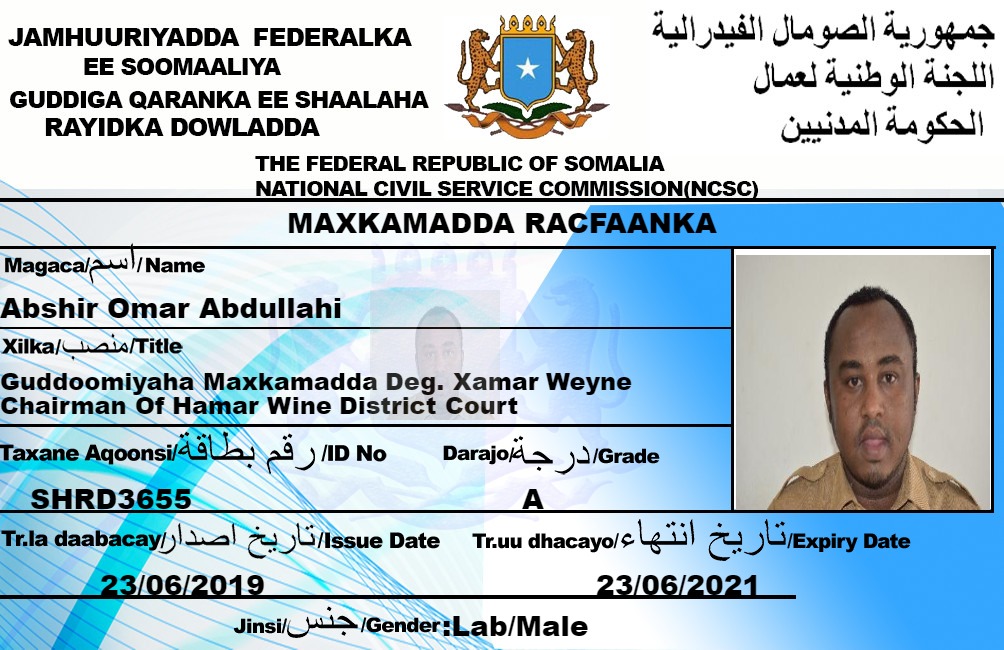 JAMHUURIYADDA FEDERALKA
EE SOOMAALIYA
GUDDIGA QARANKA EE SHAALAHA
RAYIDKA DOWLADDA
جمهورية الصومال الفيدرالية
اللجنة الوطنية لعمال
الحكومة المدنيين
THE FEDERAL REPUBLIC OF SOMALIA
NATIONAL CIVIL SERVICE COMMISSION(NCSC)
MAXKAMADDA RACFAANKA
Magaca/اسم/Name
Abshir Omar Abdullahi
Xilka/منصب/Title
Guddoomiyaha Maxkamadda Deg. Xamar Weyne
Chairman Of Hamar Wine District Court
Taxane Aqoonsi/رقم بطاقة/ID No Darajo/درجة/Grade
SHRD3655 A
Tr.la daabacay/تاريخ اصدار/Issue Date Tr.uu dhacayo/تاريخ انتهاء/Expiry Date
23/06/2019 23/06/2021
Jinsi/جنس/Gender:Lab/Male